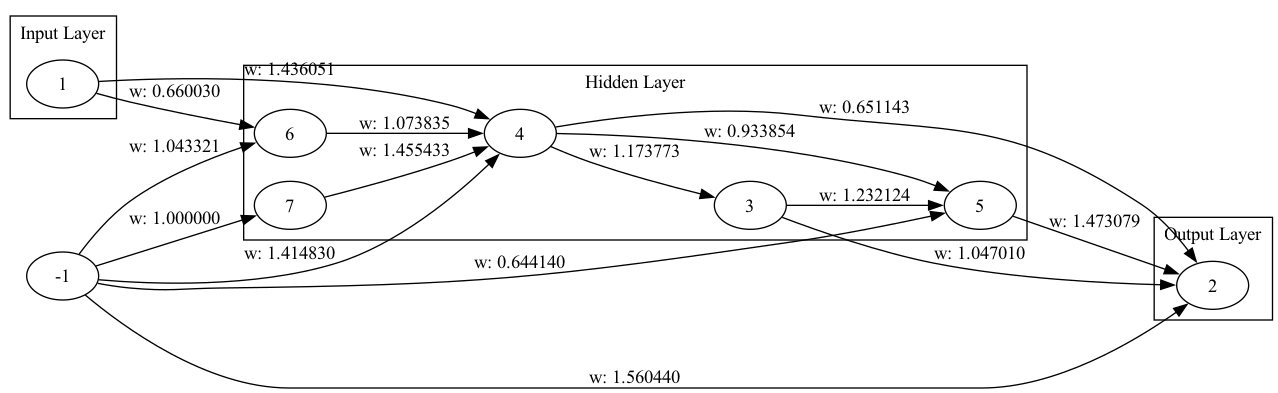 Input Layer
1
w: 1.436051
w: 0.660030
Hidden Layer
w: 0.651143
6
w: 1.073835
4
w: 0.933854
w: 1.043321
w: 1.455433
w: 1.173773
7
3
w: 1.232124
5
w: 1.000000
w: 1.473079
Output Layer
-1
w: 1.414830
w: 0.644140
w: 1.047010
2
w: 1.560440